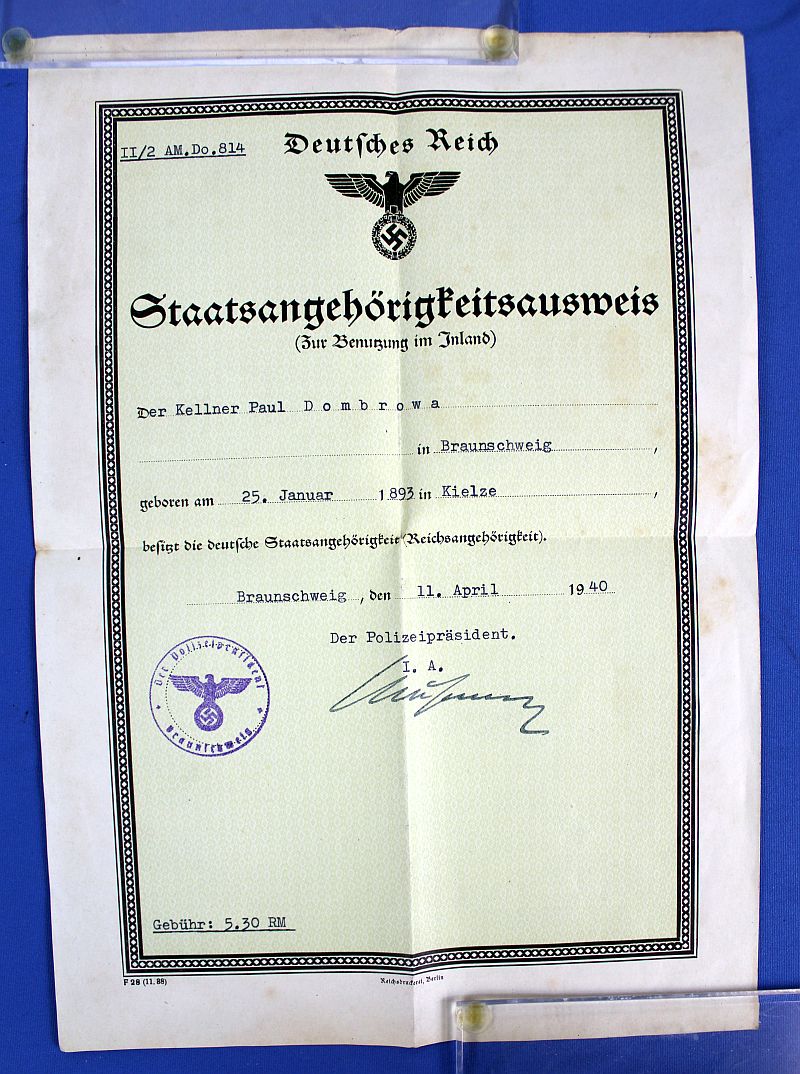 II/2 AM.Do.814
Deutsches Reich
Staatsangehörigkeitsausweis
(Zur Benutzung im Inland)
Der Kellner Paul D o m b r o w a
in Braunschweig ,
geboren am 25. Januar 1893 in Kielze ,
besitzt die deutsche Staatsangehörigkeit (Reichsangehörigkeit).
Braunschweig , den 11. April 1940
Der Polizeipräsident.
I. A.
Der Polizeipräsident
Braunschweig
Gebühr: 5.30 RM
F 28 (11. 38)
Reichsdruckerei, Berlin